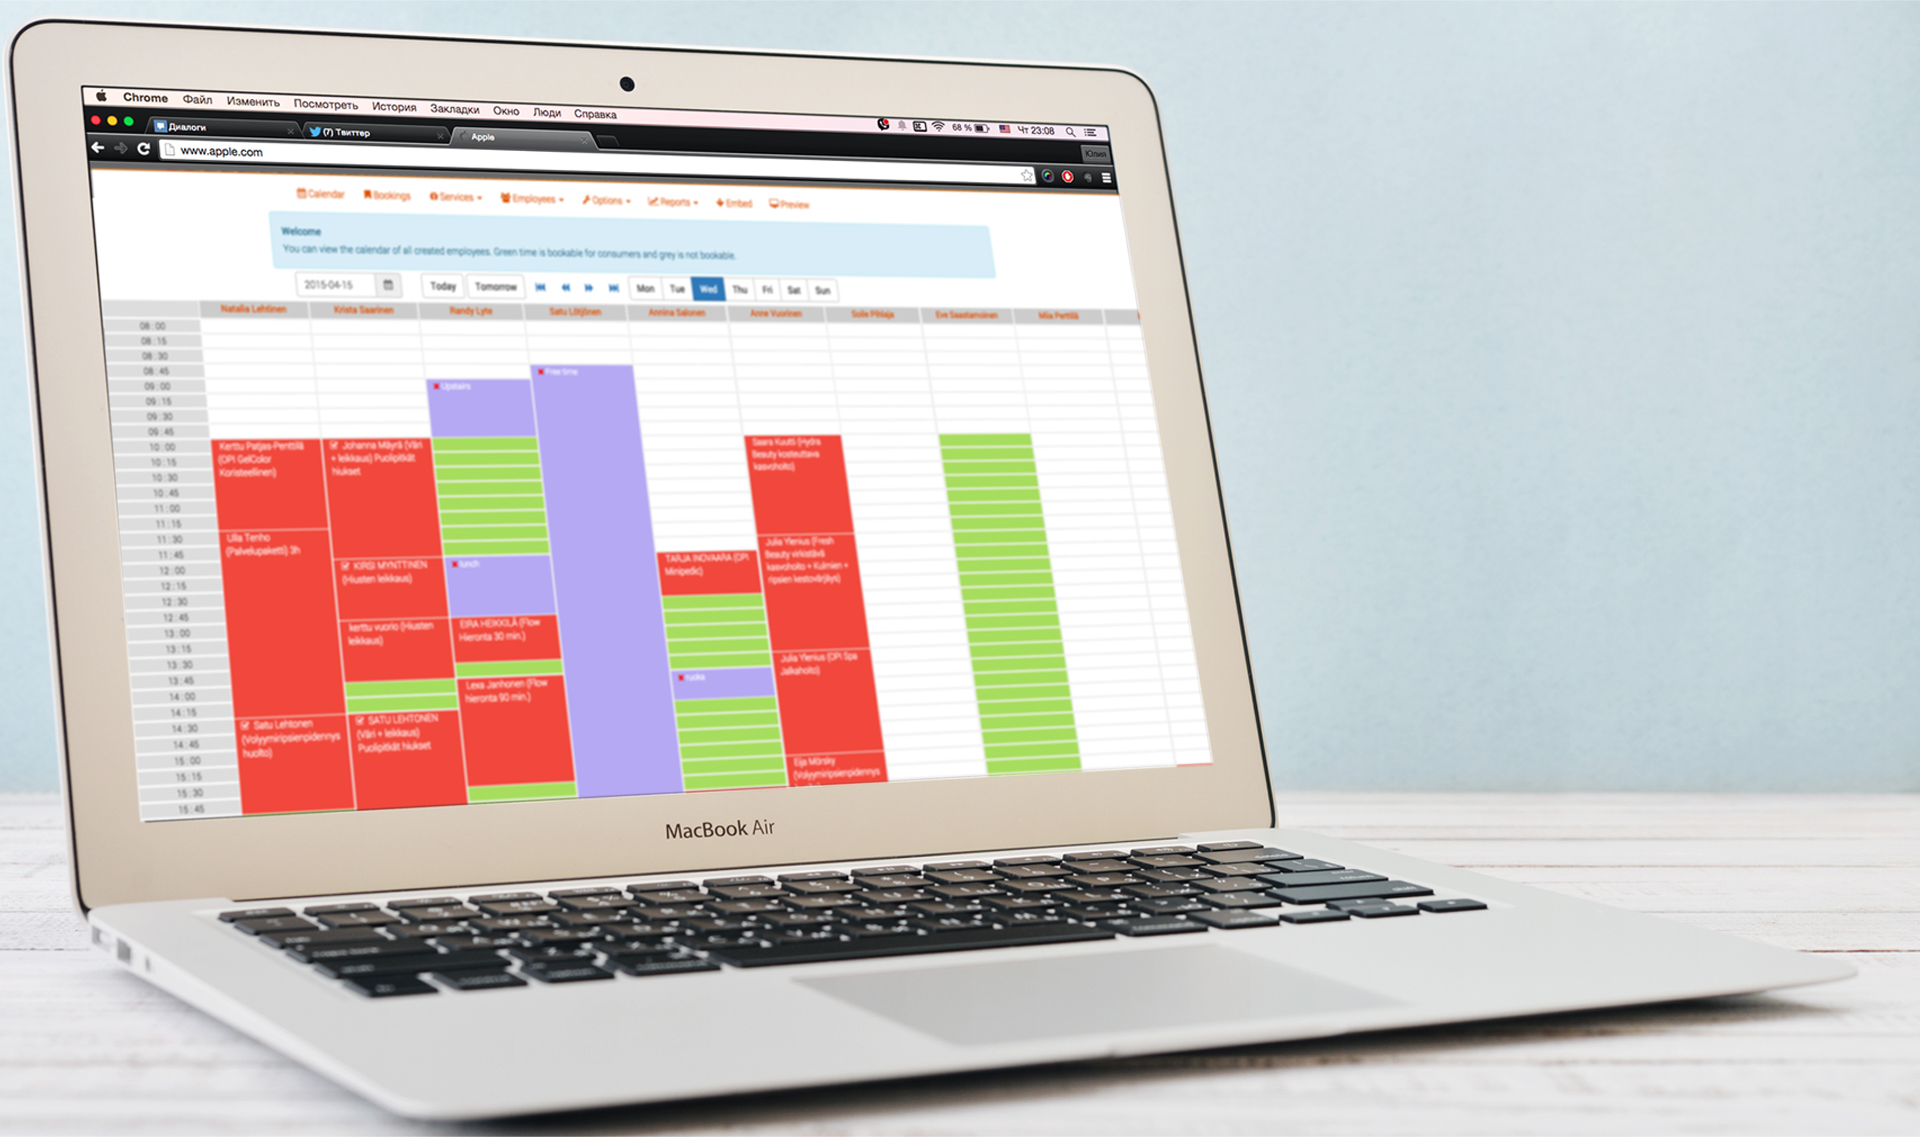 Chrome Файл Изменить Посмотреть История Закладки Окно Люди Справка
68 % Чт 23:08
Диалоги
(7) Твиттер
Apple
Юлия
www.apple.com
Calendar Bookings Services Employees Options Reports Embed Preview
Welcome
You can view the calendar of all created employees. Green time is bookable for consumers and grey is not bookable.
2015-04-15 Today Tomorrow Mon Tue Wed Thu Fri Sat Sun
Natalia Lehtinen Krista Saarinen Randy Lyte Satu Lötjönen Annina Salonen Anne Vuorinen Soile Pihlaja Eve Saastamoinen Miia Perttilä
08:00
08:15
08:30
08:45
09:00
09:15
09:30
09:45
10:00
10:15
10:30
10:45
11:00
11:15
11:30
11:45
12:00
12:15
12:30
12:45
13:00
13:15
13:30
13:45
14:00
14:15
14:30
14:45
15:00
15:15
15:30
15:45
Kerttu Patjas-Penttilä
(OPI GelColor
Koristeellinen)
Ulla Tenho
(Palvelupaketti) 3h
Satu Lehtonen
(Volyymiripsienpidennys
huolto)
Johanna Mäyrä (Väri
+ leikkaus) Puolipitkät
hiukset
KIRSI MYNTTINEN
(Hiusten leikkaus)
kerttu vuorio (Hiusten
leikkaus)
SATU LEHTONEN
(Väri + leikkaus)
Puolipitkät hiukset
Upstairs
lunch
EIRA HEIKKILÄ (Flow
Hieronta 30 min.)
Lexa Janhonen (Flow
hieronta 90 min.)
Free time
TARJA INOVAARA (OPI
Minipedic)
ruoka
Saara Kuutti (Hydra
Beauty kosteuttava
kasvohoito)
Julia Ylenius (Fresh
Beauty virkistävä
kasvohoito + Kulmien +
ripsien kestovärjäys)
Julia Ylenius (OPI Spa
Jalkahoito)
Eija Mörsky
(Volyymiripsienpidennys
MacBook Air